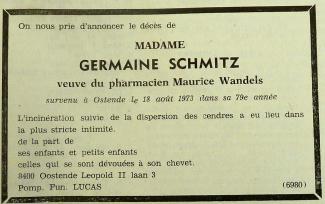 On nous prie d'annoncer le décès de
MADAME
GERMAINE SCHMITZ
veuve du pharmacien Maurice Wandels
survenu à Ostende le 18 août 1973 dans sa 79e année
L'incinération suivie de la dispersion des cendres a eu lieu dans
la plus stricte intimité.
de la part de
ses enfants et petits enfants
celles qui se sont dévouées à son chevet.
8400 Oostende Leopold II laan 3
Pomp. Fun. LUCAS (6980)